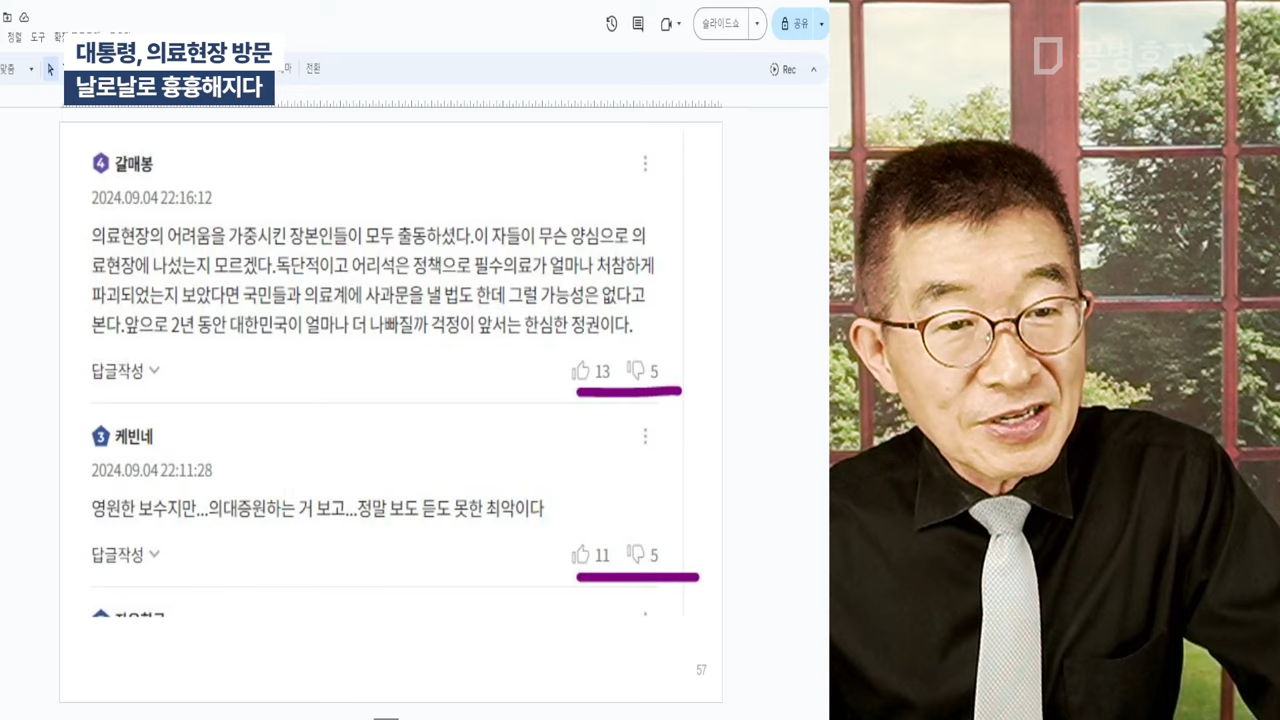 정렬 도구
슬라이드쇼
공유
대통령, 의료현장 방문
날로날로 흉흉해지다
맞춤
전환
Rec
4 갈매봉
2024.09.04 22:16:12
의료현장의 어려움을 가중시킨 장본인들이 모두 출동하셨다.이 자들이 무슨 양심으로 의
료현장에 나섰는지 모르겠다.독단적이고 어리석은 정책으로 필수의료가 얼마나 처참하게
파괴되었는지 보았다면 국민들과 의료계에 사과문을 낼 법도 한데 그럴 가능성은 없다고
본다.앞으로 2년 동안 대한민국이 얼마나 더 나빠질까 걱정이 앞서는 한심한 정권이다.
답글작성
13 5
3 케빈네
2024.09.04 22:11:28
영원한 보수지만...의대증원하는 거 보고...정말 보도 듣도 못한 최악이다
답글작성
11 5
57